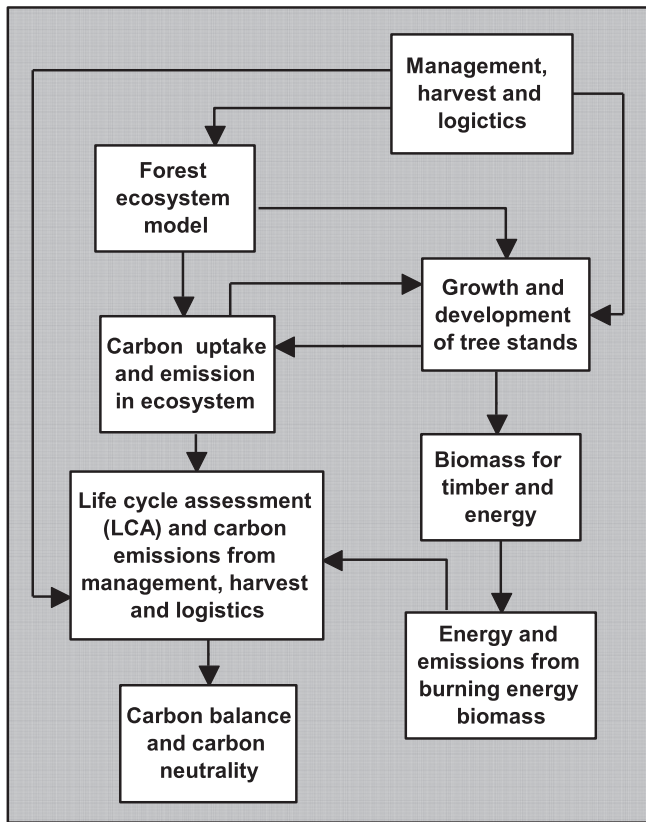 Management,
harvest and
logictics
Forest
ecosystem
model
Growth and
development
of tree stands
Carbon uptake
and emission
in ecosystem
Biomass for
timber and
energy
Life cycle assessment
(LCA) and carbon
emissions from
management, harvest
and logistics
Energy and
emissions from
burning energy
biomass
Carbon balance
and carbon
neutrality